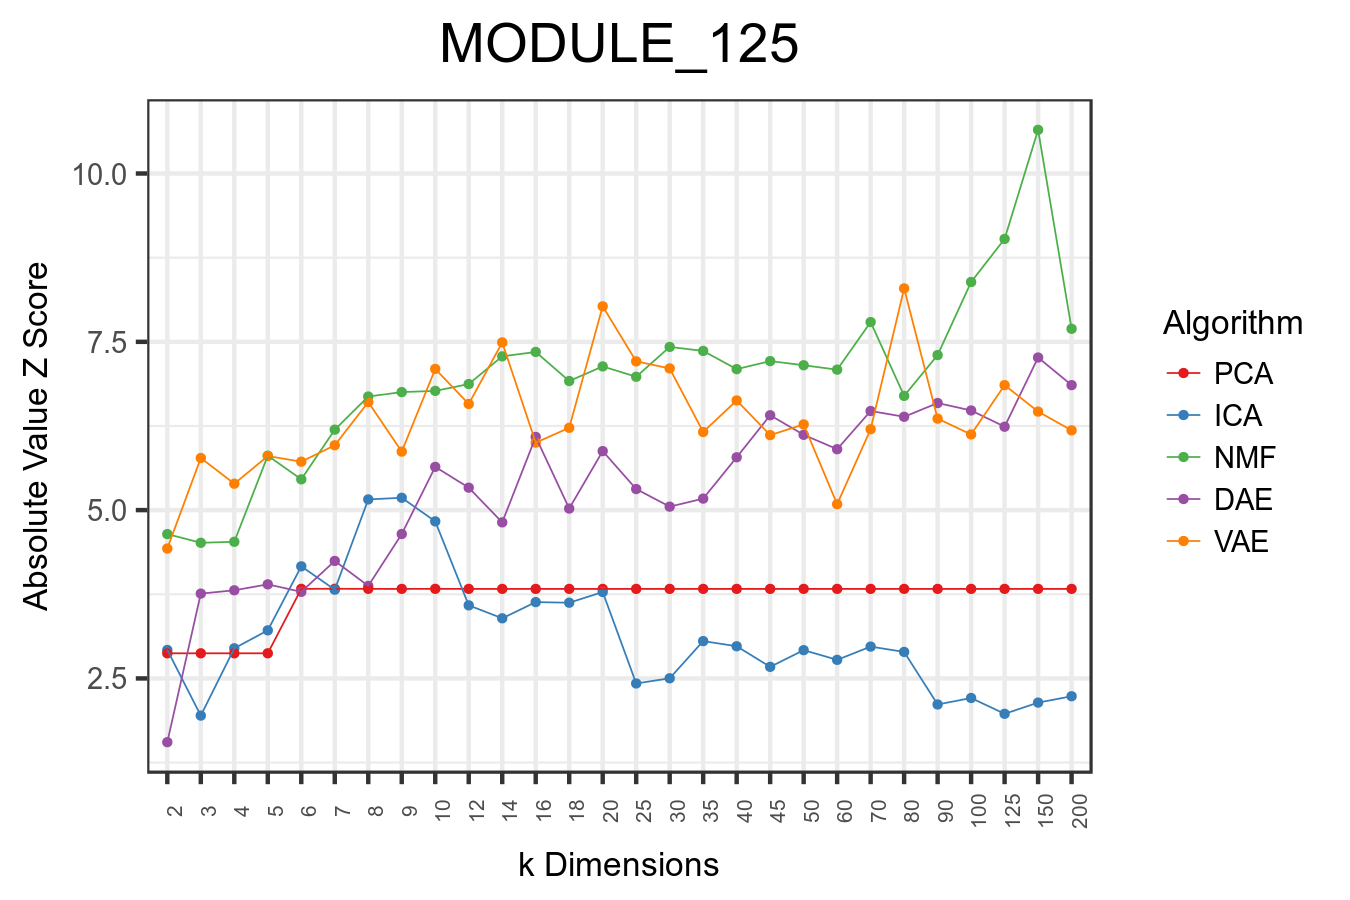 MODULE_125
Absolute Value Z Score
10.0
7.5
5.0
2.5
2 3 4 5 6 7 8 9 10 12 14 16 18 20 25 30 35 40 45 50 60 70 80 90 100 125 150 200
k Dimensions
Algorithm
PCA
ICA
NMF
DAE
VAE